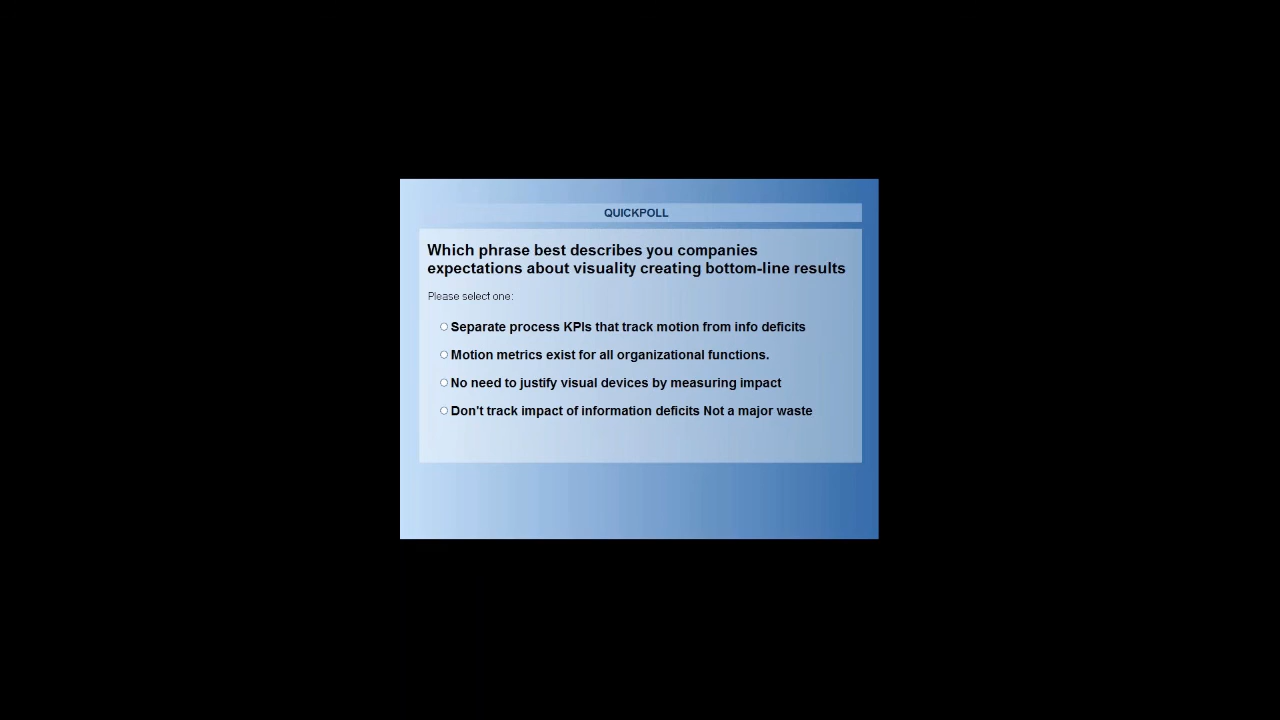 QUICKPOLL
Which phrase best describes you companies
expectations about visuality creating bottom-line results
Please select one:
Separate process KPIs that track motion from info deficits
Motion metrics exist for all organizational functions.
No need to justify visual devices by measuring impact
Don't track impact of information deficits Not a major waste